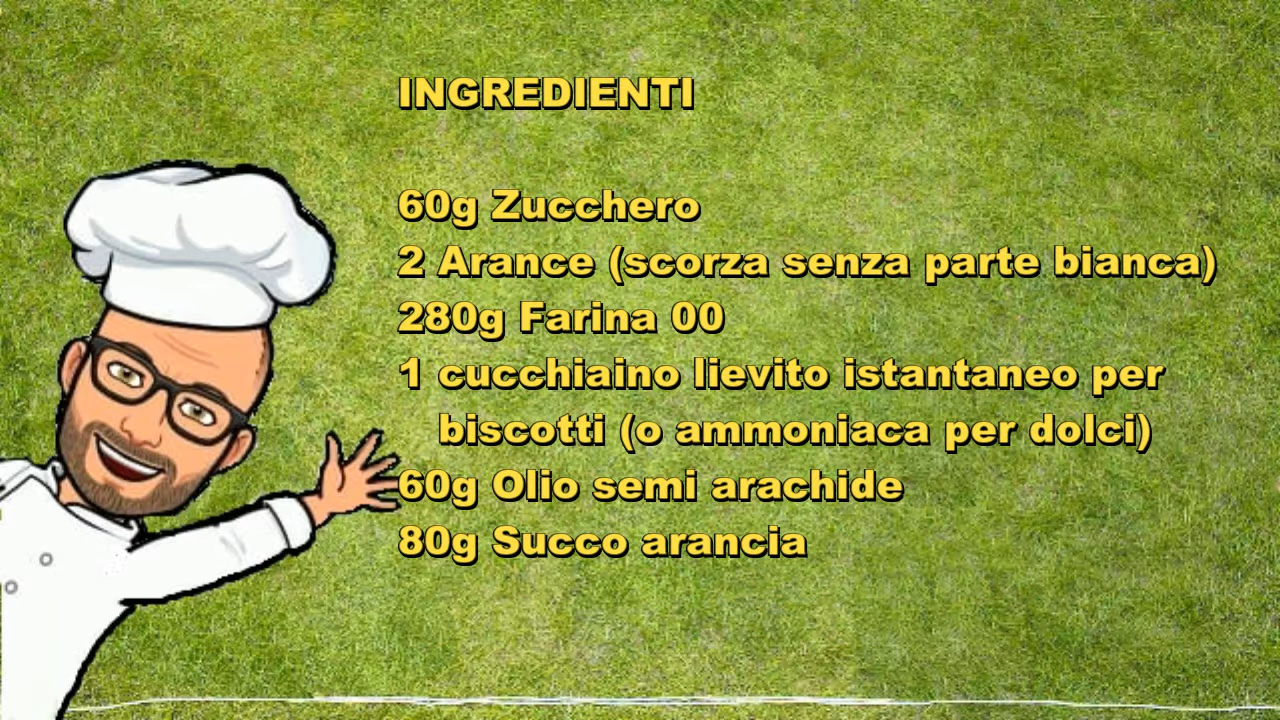 INGREDIENTI
60g Zucchero
2 Arance (scorza senza parte bianca)
280g Farina 00
1 cucchiaino lievito istantaneo per
biscotti (o ammoniaca per dolci)
60g Olio semi arachide
80g Succo arancia